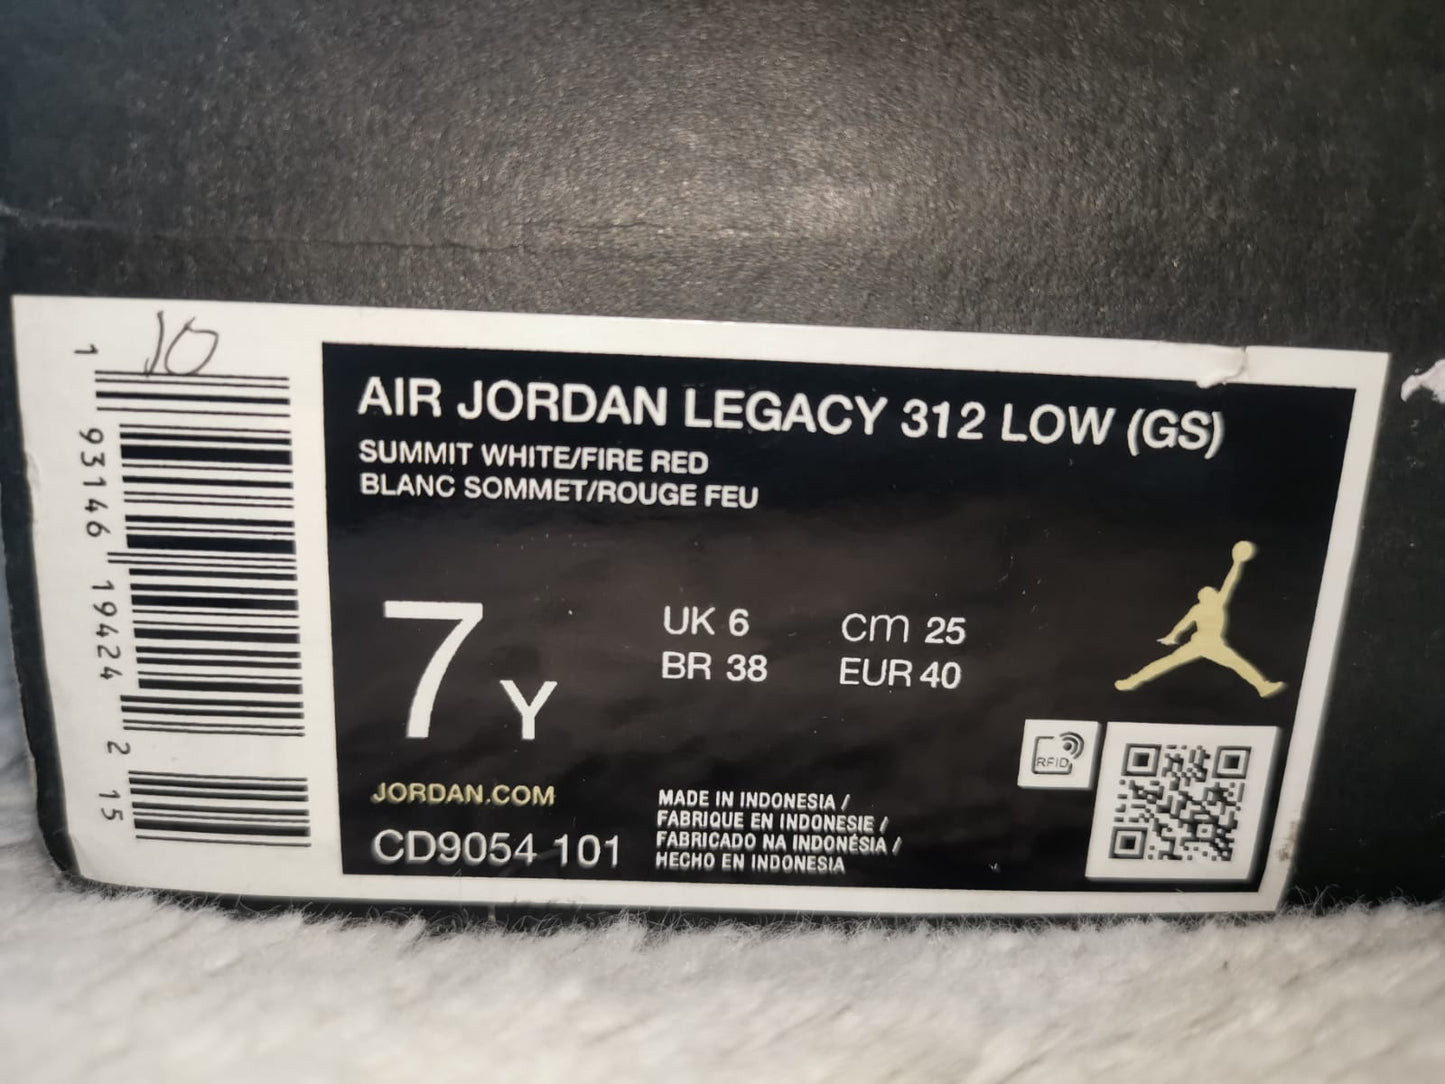 10
1 93146 19424 2 15
AIR JORDAN LEGACY 312 LOW (GS)
SUMMIT WHITE/FIRE RED
BLANC SOMMET/ROUGE FEU
7 Y
UK 6 cm 25
BR 38 EUR 40
RFID
JORDAN.COM
CD9054 101
MADE IN INDONESIA /
FABRIQUE EN INDONESIE /
FABRICADO NA INDONÉSIA /
HECHO EN INDONESIA